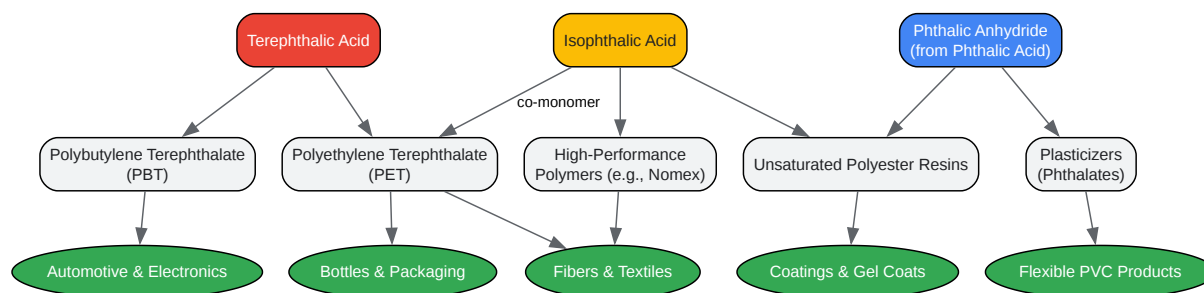 Terephthalic Acid
Isophthalic Acid
Phthalic Anhydride
(from Phthalic Acid)
co-monomer
Polybutylene Terephthalate
(PBT)
Polyethylene Terephthalate
(PET)
High-Performance
Polymers (e.g., Nomex)
Unsaturated Polyester Resins
Plasticizers
(Phthalates)
Automotive & Electronics
Bottles & Packaging
Fibers & Textiles
Coatings & Gel Coats
Flexible PVC Products